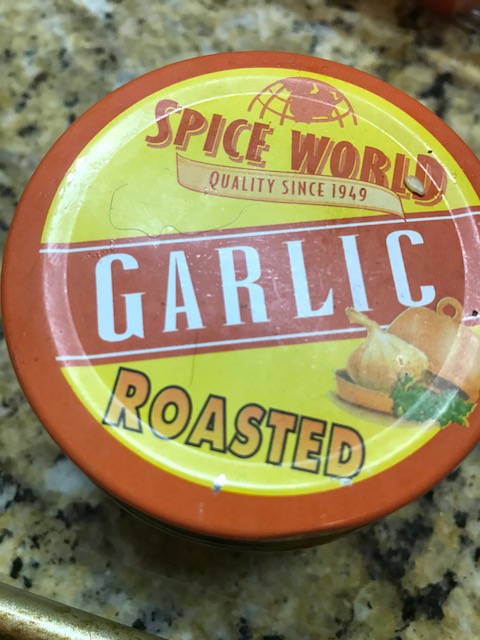 SPICE WORLD
QUALITY SINCE 1949
GARLIC
ROASTED